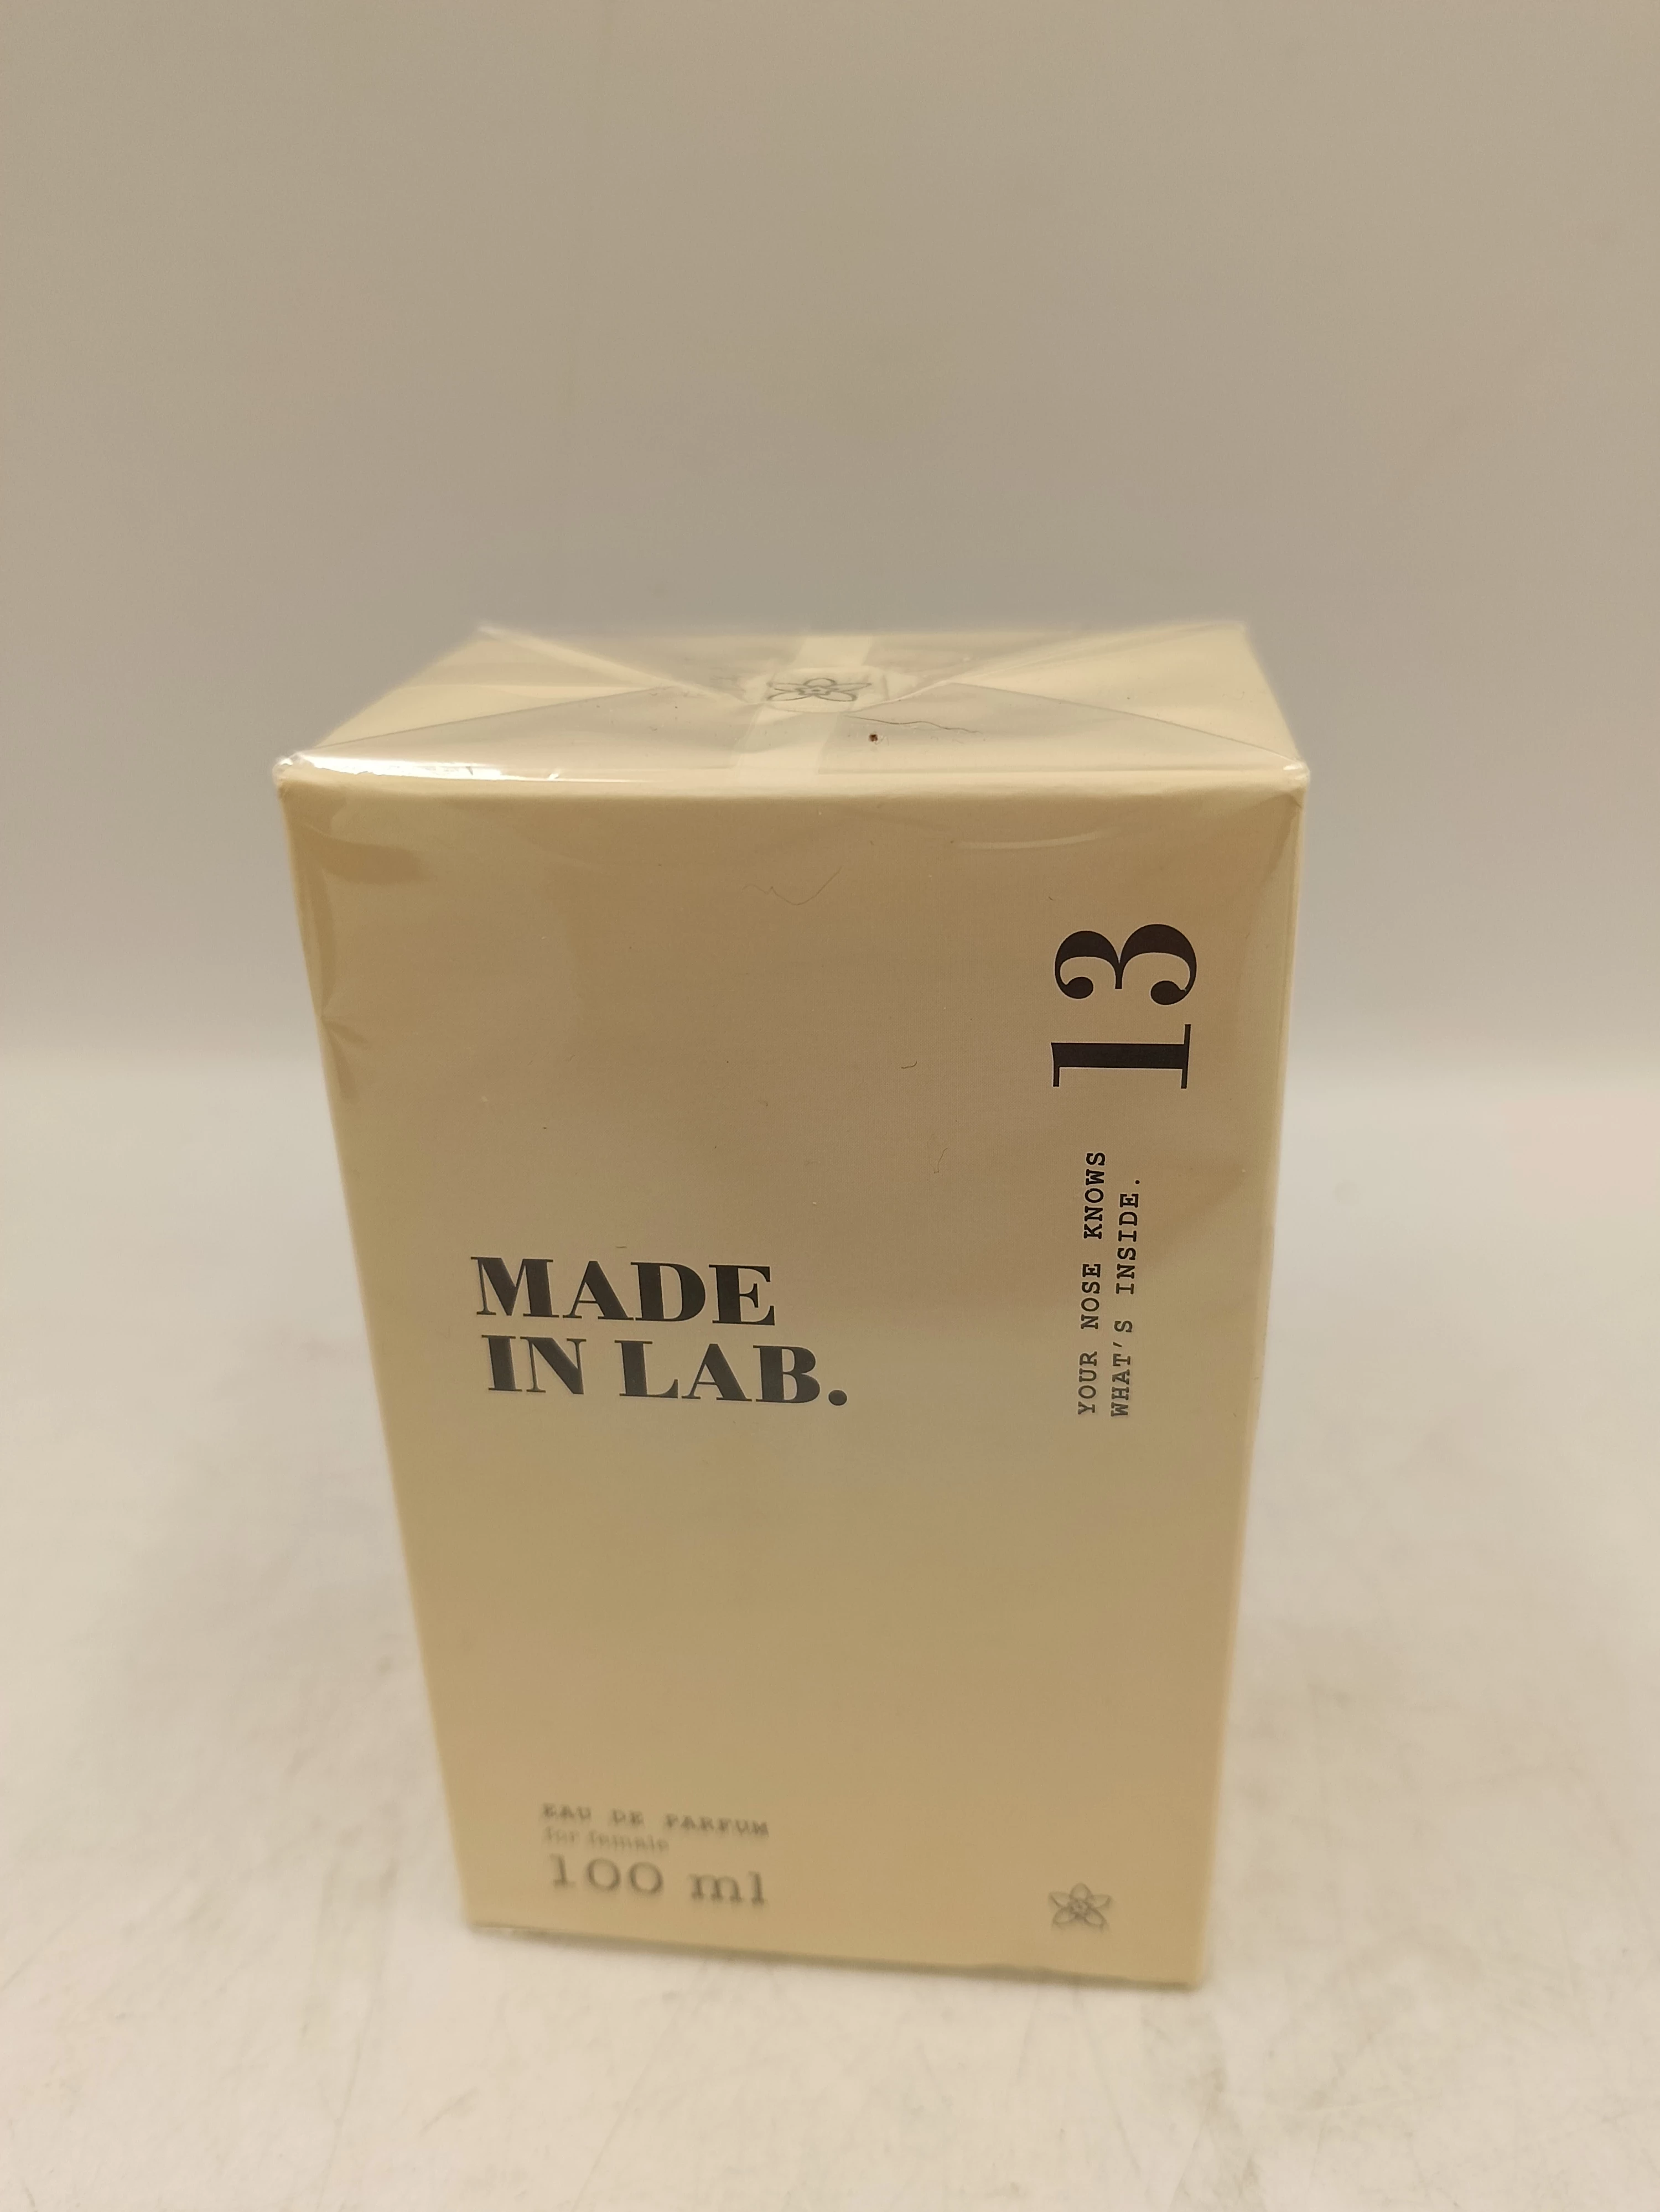 13
YOUR NOSE KNOWS
WHAT'S INSIDE.
MADE
IN LAB.
EAU DE PARFUM
for female
100 ml